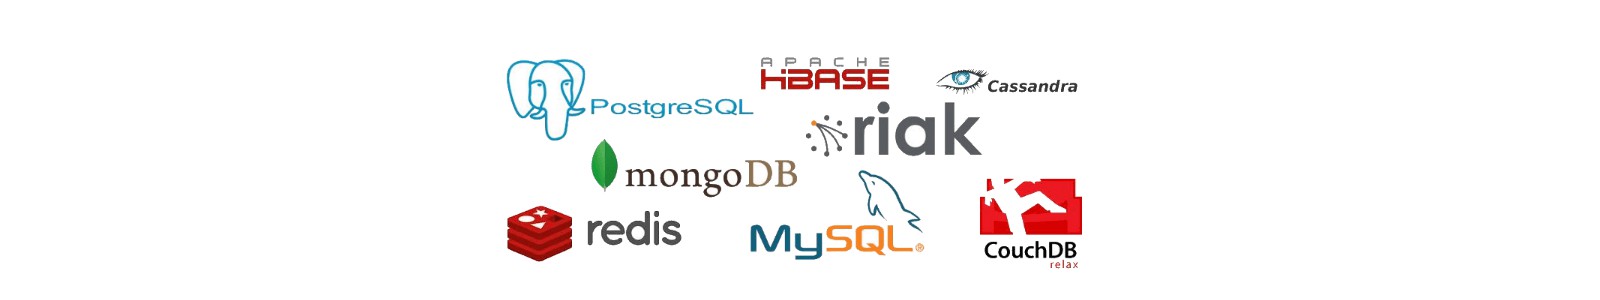 APACHE
HBASE
Cassandra
PostgreSQL
riak
mongoDB
redis
MySQL®
CouchDB
relax